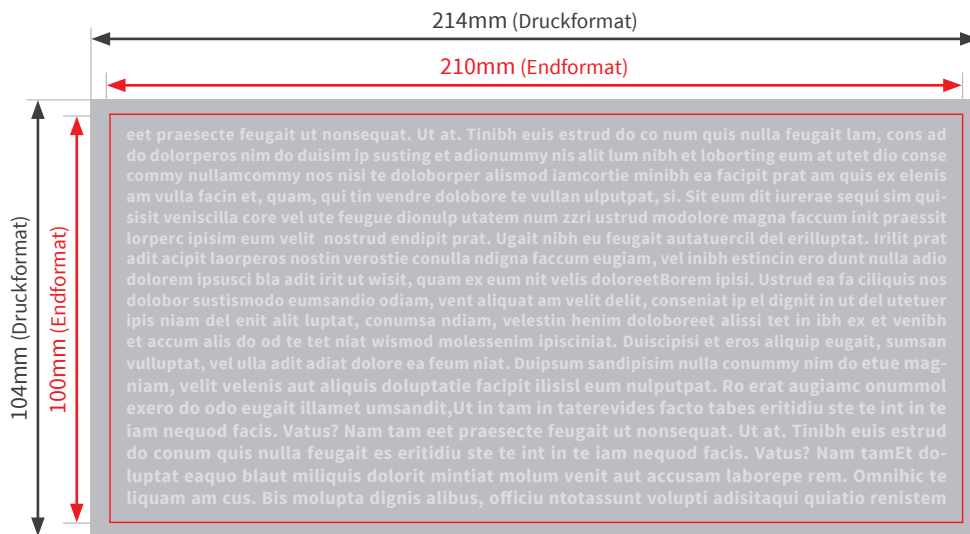 214mm (Druckformat)
210mm (Endformat)
104mm (Druckformat)
100mm (Endformat)
eet praesecte feugait ut nonsequat. Ut at. Tinibh euis estrud do co num quis nulla feugait lam, cons ad
do dolorperos nim do duisim ip susting et adionummy nis alit lum nibh et loborting eum at utet dio conse
commy nullamcommy nos nisi te doloborper alismod iamcortie minibh ea facipit prat am quis ex elenis
am vulla facin et, quam, qui tin vendre dolobore te vullan ulputpat, si. Sit eum dit iurerae sequi sim qui-
sisit veniscilla core vel ute feugue dionulp utatem num zzri ustrud modolore magna faccum init praessit
lorperc ipisim eum velit nostrud endipit prat. Ugait nibh eu feugait autatuercil del erilluptat. Irilit prat
adit acipit laorperos nostin verostie conulla ndigna faccum eugiam, vel inibh estincin ero dunt nulla adio
dolorem ipsusci bla adit irit ut wisit, quam ex enim nit velis doloreetBorem ipisi. Ustrud ea fa ciliquis nos
dolobor sustismodo eumsandio odiam, vent alquat am velit delit, consenis ip el dignit in ut del utetuer
ipis niam del enit alit luptat, conumsa ndiam, velestin henim doloboreet alisit tet in ibh ex et venibh
et accum alis do od te tet niat wismod molessenim ipisciniat. Duiscipisi et eros aliquip eugait, sumsan
vulluptat, vel ulla adit adiat dolore ea feum nit. Duipsum sandipisim nulla commmy nim do etue mag-
niam, velit velenis aut aliquis doluptatie facipit ilisisl eum nulputpat. Ro erat augiamc onummol
exero do odo eugait illamet umsandit,Ut in tam in taterevides facto tabes eritidiu ste te int in te
iam nequod facis. Vatus? Nam tam eet praesecte feugait ut nonsequat. Ut at. Tinibh euis estrud
do conum quis nulla feugait es eritidiu ste te int in te iam nequod facis. Vatus? Nam tamEt do-
luptat eaquo blaut miliquis dolorit mintiat molum venit aut accusam laborepe rem. Omnihic te
liquam am cus. Bis molupta dignis alibus, officiu ntotassunt volupti adisitaqui quiatio renistem